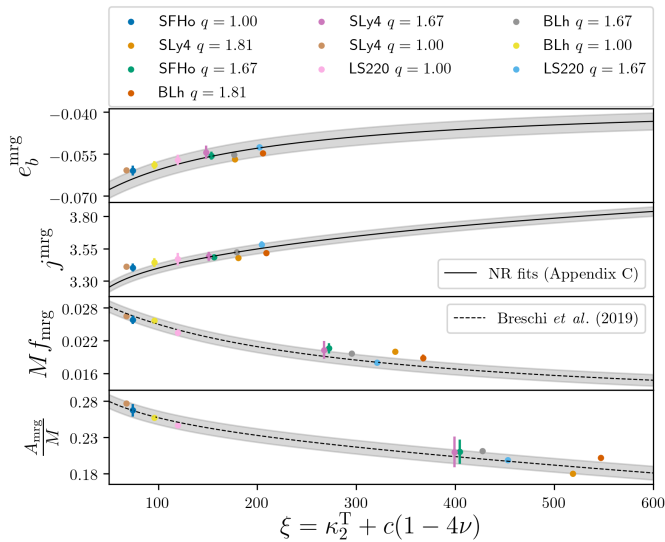 SFHo q = 1.00 SLy4 q = 1.67 BLh q = 1.67
SLy4 q = 1.81 SLy4 q = 1.00 BLh q = 1.00
SFHo q = 1.67 LS220 q = 1.00 LS220 q = 1.67
BLh q = 1.81
−0.040
−0.055
−0.070
e_b^mrg
3.80
3.55
3.30
j^mrg
NR fits (Appendix C)
0.028
0.022
0.016
M f_mrg
Breschi et al. (2019)
0.28
0.23
0.18
A_mrg/M
100 200 300 400 500 600
ξ = κ₂ᵀ + c(1 − 4ν)